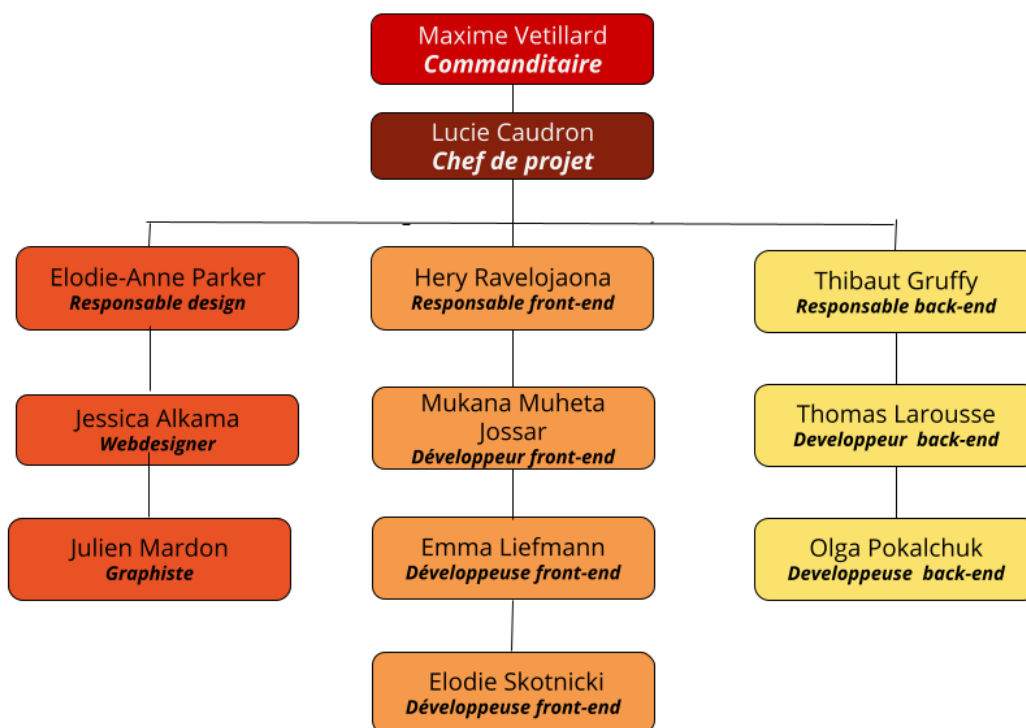 Maxime Vetillard
Commanditaire
Lucie Caudron
Chef de projet
Elodie-Anne Parker
Responsable design
Hery Ravelojaona
Responsable front-end
Thibaut Gruffy
Responsable back-end
Jessica Alkama
Webdesigner
Mukana Muheta
Jossar
Développeur front-end
Thomas Larousse
Developpeur back-end
Julien Mardon
Graphiste
Emma Liefmann
Développeuse front-end
Olga Pokalchuk
Developpeuse back-end
Elodie Skotnicki
Développeuse front-end